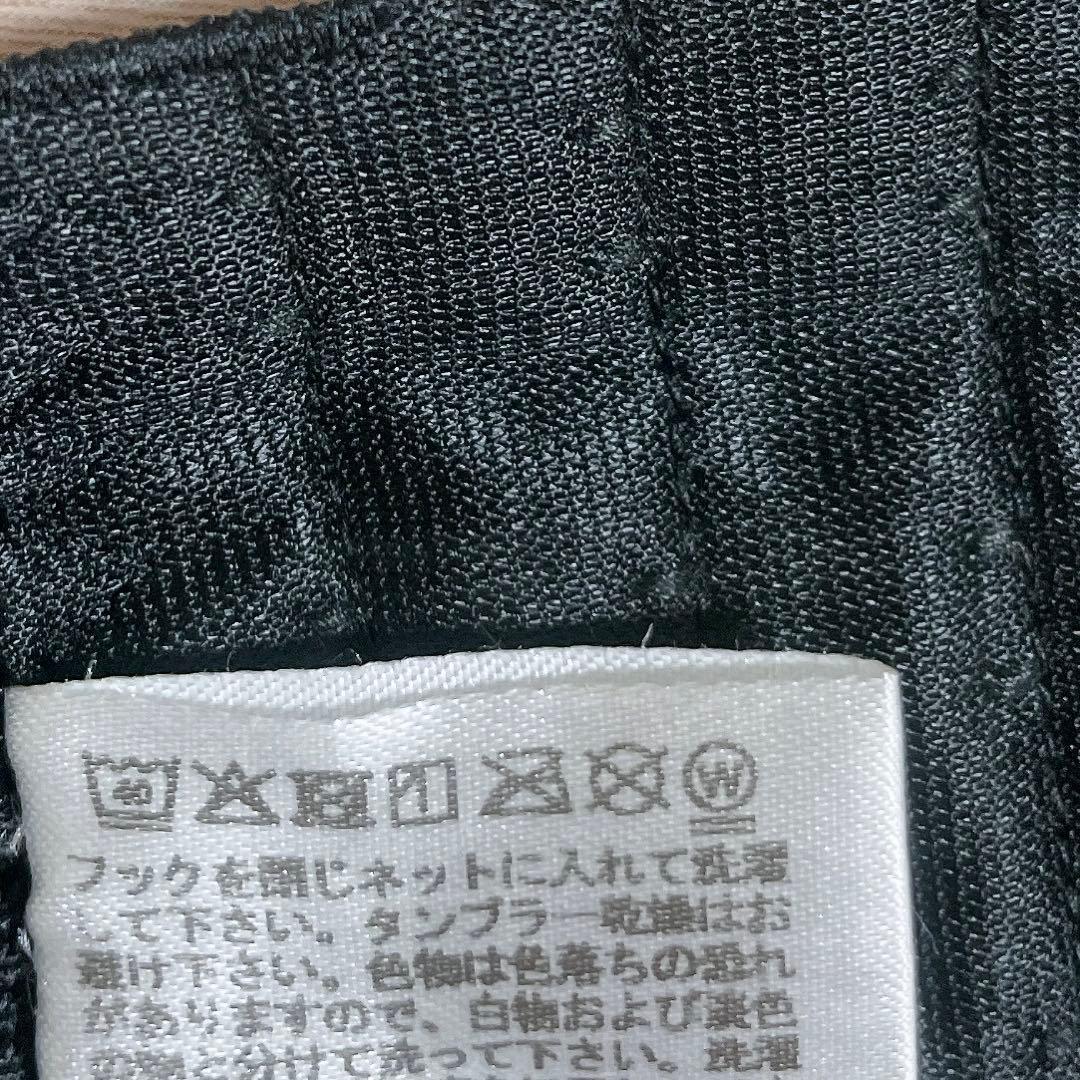 40
フックを閉じネットに入れて洗濯
して下さい。タンブラー乾燥はお
避け下さい。色物は色落ちの恐れ
がありますので、白物および淡色
の物と分けて洗って下さい。洗濯